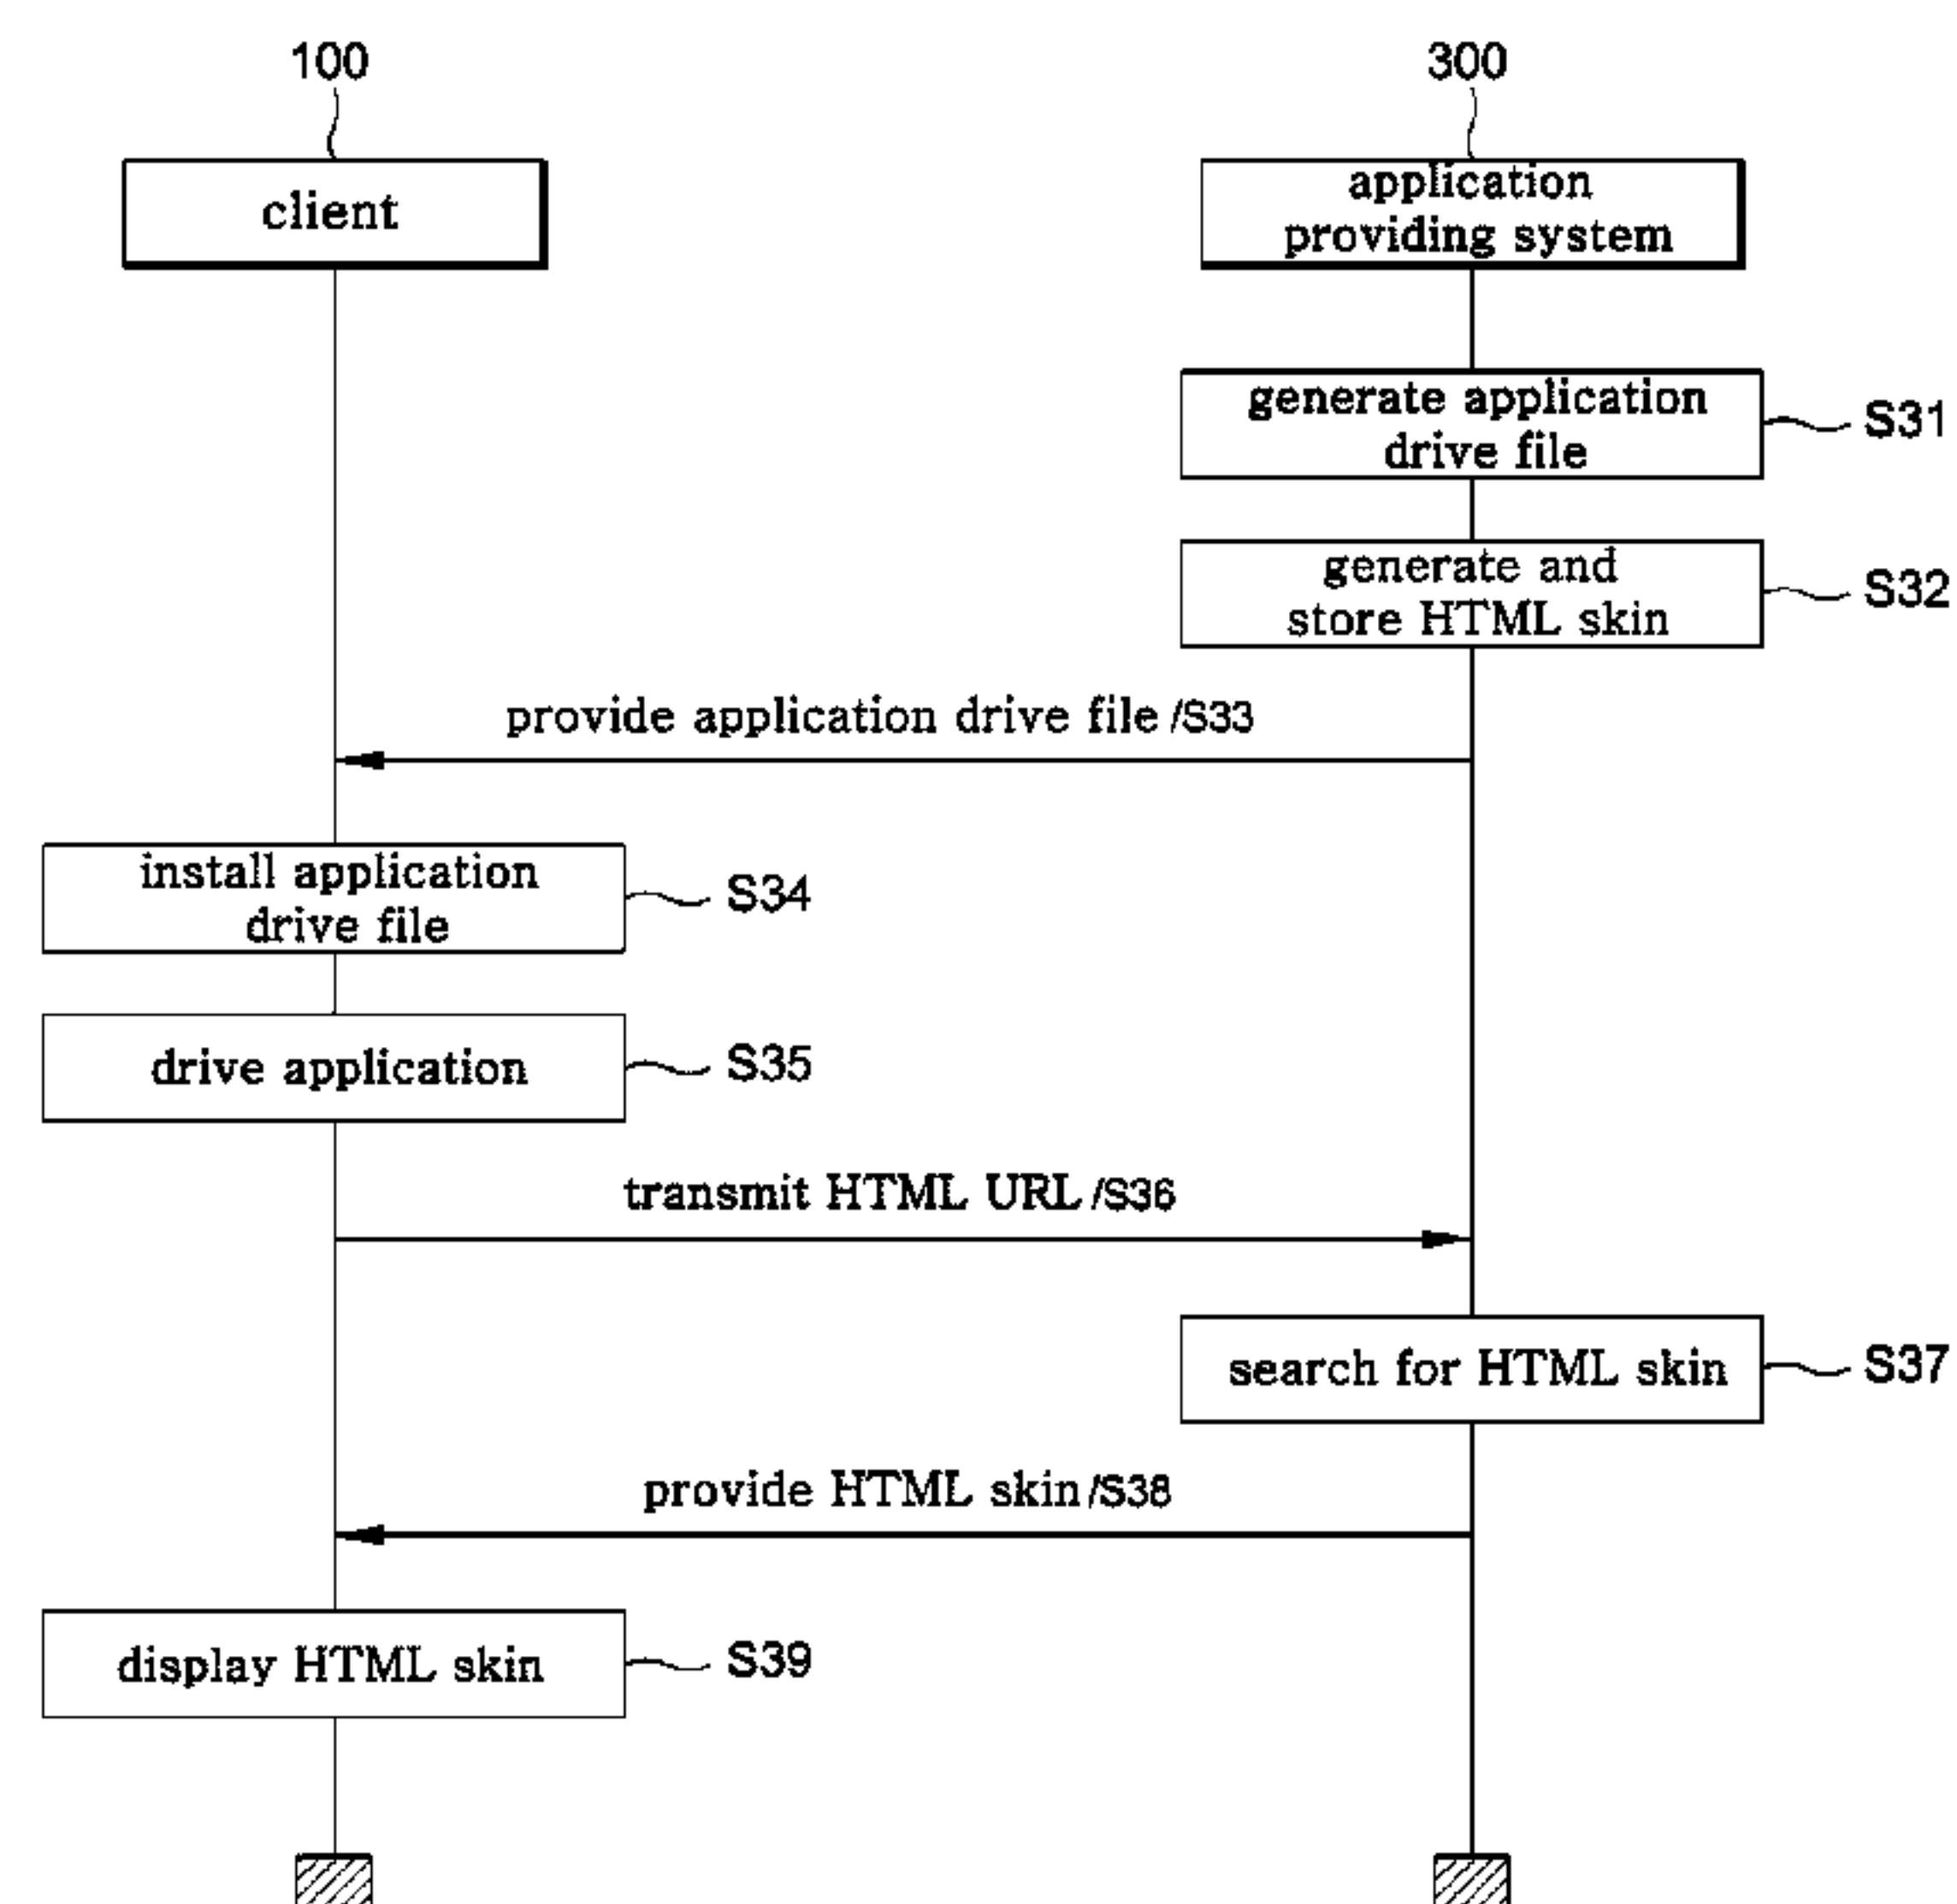 100
300
client
application
providing system
generate application
drive file
S31
generate and
store HTML skin
S32
provide application drive file /S33
install application
drive file
S34
drive application
S35
transmit HTML URL /S36
search for HTML skin
S37
provide HTML skin /S38
display HTML skin
S39